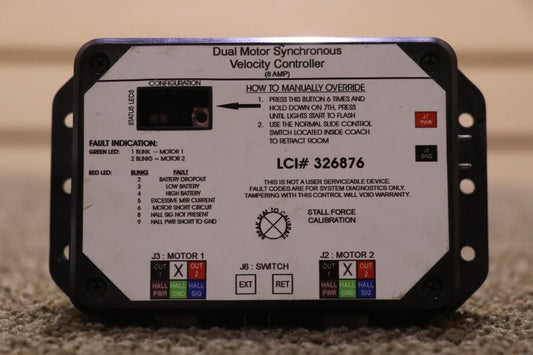 Dual Motor Synchronous
Velocity Controller
(8 AMP)
CONFIGURATION
STATUS LEDS
HOW TO MANUALLY OVERRIDE
1. PRESS THIS BUTTON 6 TIMES AND
HOLD DOWN ON 7TH. PRESS
UNTIL LIGHTS START TO FLASH
2. USE THE NORMAL SLIDE CONTROL
SWITCH LOCATED INSIDE COACH
TO RETRACT ROOM
J7
PWR
J8
GND
FAULT INDICATION:
GREEN LED: 1 BLINK = MOTOR 1
2 BLINKS = MOTOR 2
LCI# 326876
RED LED: BLINKS FAULT
2 BATTERY DROPOUT
3 LOW BATTERY
4 HIGH BATTERY
5 EXCESSIVE MTR CURRENT
6 MOTOR SHORT CIRCUIT
8 HALL SIG NOT PRESENT
9 HALL PWR SHORT TO GND
THIS IS NOT A USER SERVICEABLE DEVICE.
FAULT CODES ARE FOR SYSTEM DIAGNOSTICS ONLY.
TAMPERING WITH THIS CONTROL WILL VOID WARRANTY.
BREAK SEAL TO CALIBRATE
STALL FORCE
CALIBRATION
J3 : MOTOR 1
OUT 1 X OUT 2
HALL PWR HALL GND HALL SIG
J6 : SWITCH
EXT RET
J2 : MOTOR 2
OUT 1 X OUT 2
HALL PWR HALL GND HALL SIG